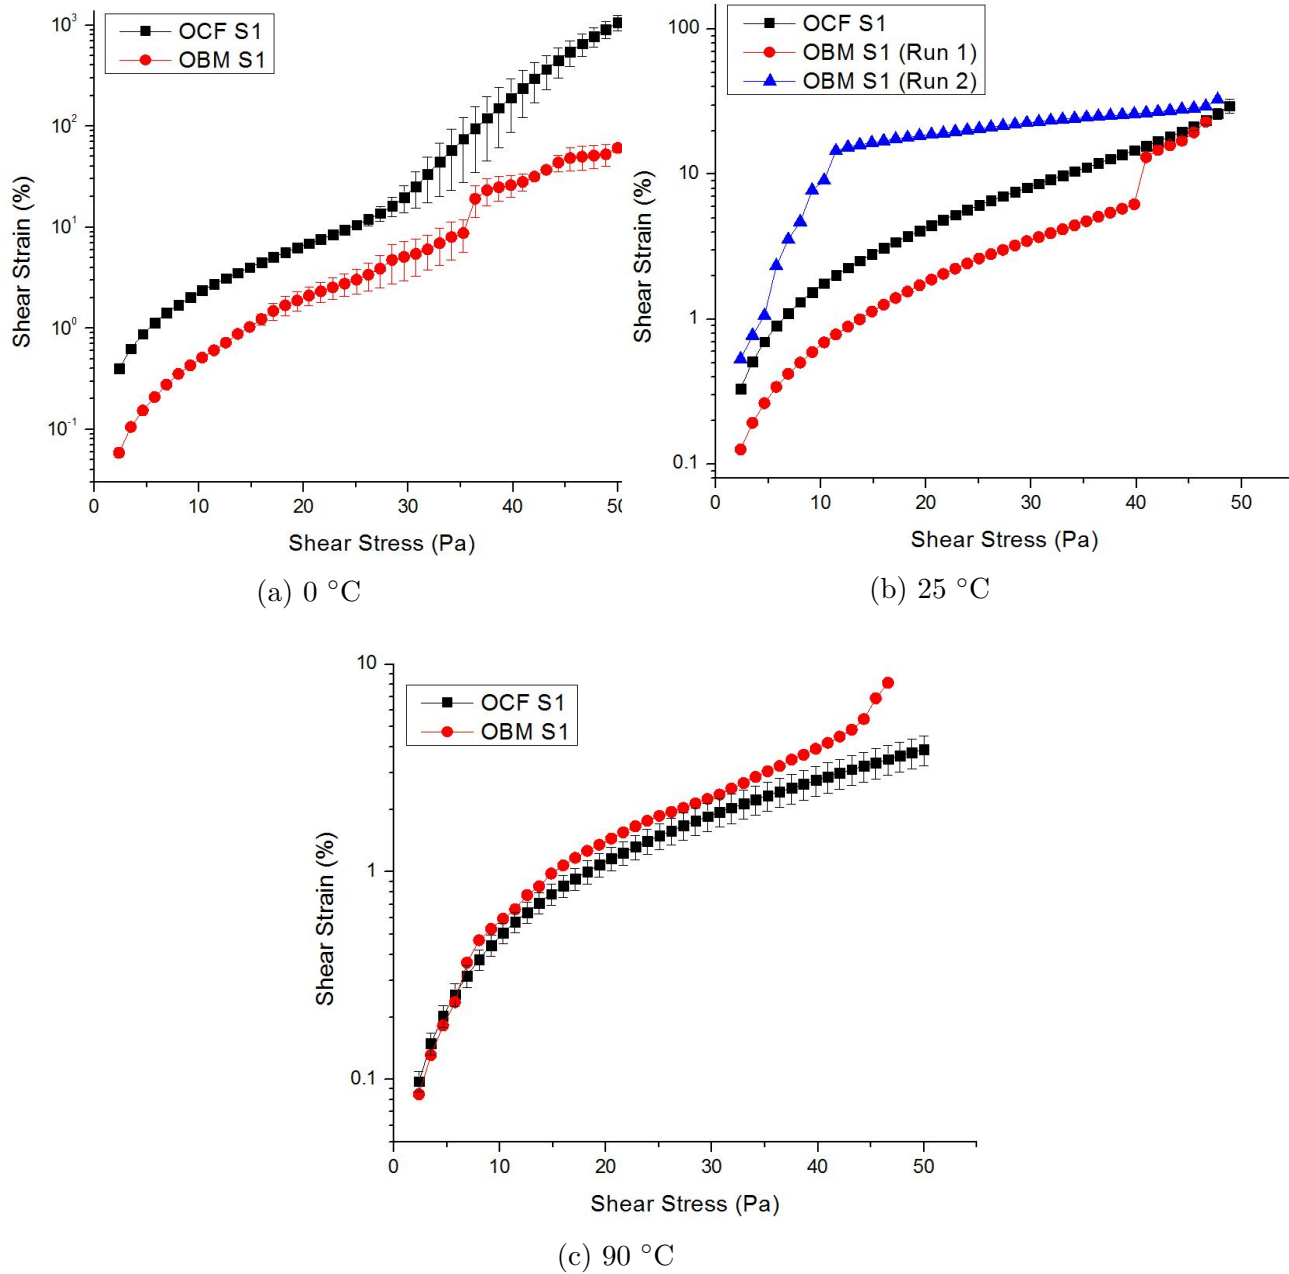 OCF S1
OBM S1
10³
10²
10¹
10⁰
10⁻¹
Shear Strain (%)
0 10 20 30 40 50
Shear Stress (Pa)
(a) 0 °C
OCF S1
OBM S1 (Run 1)
OBM S1 (Run 2)
100
10
1
0.1
Shear Strain (%)
0 10 20 30 40 50
Shear Stress (Pa)
(b) 25 °C
OCF S1
OBM S1
10
1
0.1
Shear Strain (%)
0 10 20 30 40 50
Shear Stress (Pa)
(c) 90 °C